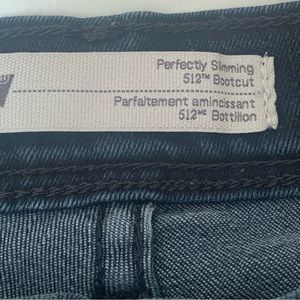 Perfectly Slimming
512™ Bootcut
Parfaitement amincissant
512MC Bottillon